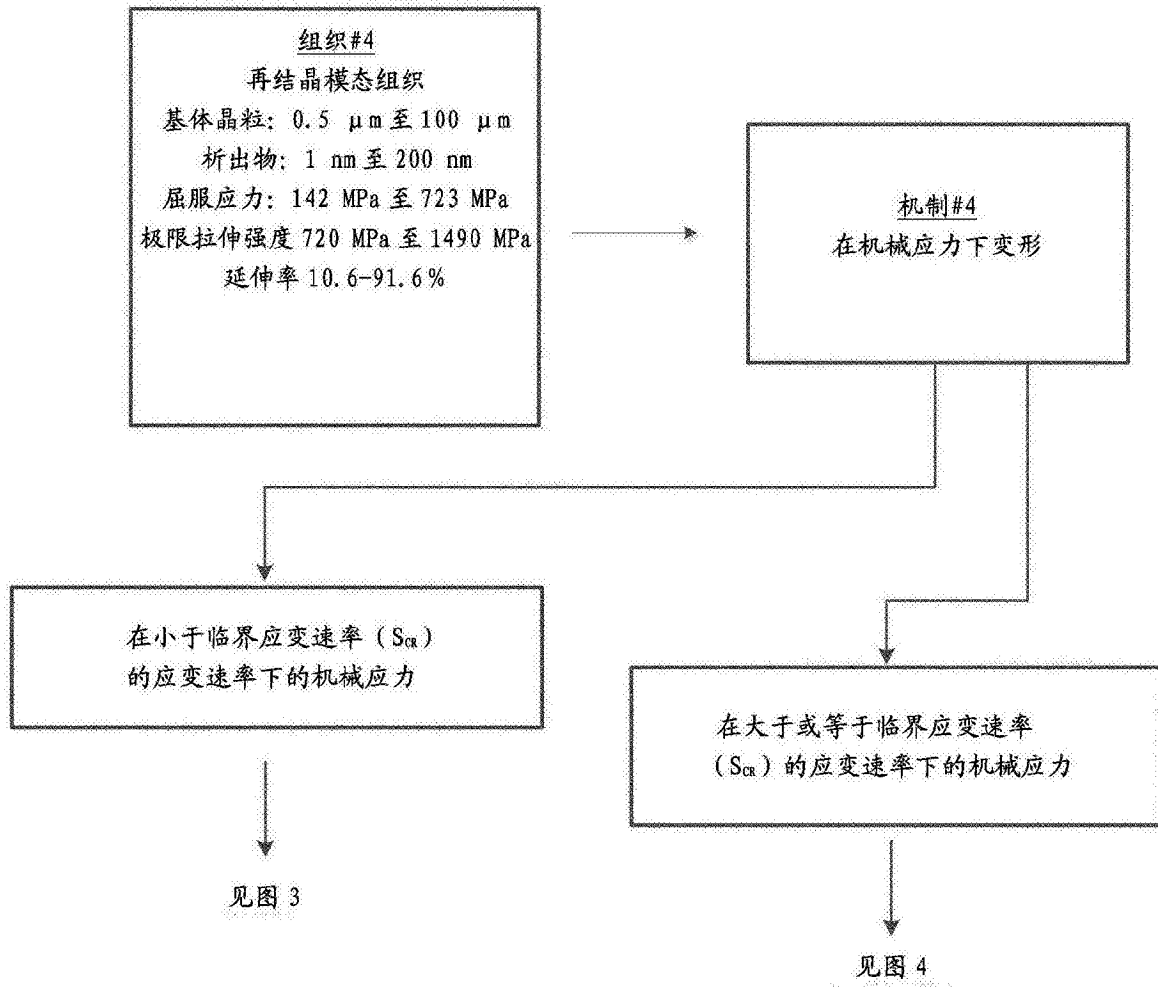 组织#4
再结晶模态组织
基体晶粒: 0.5 μm至100 μm
析出物: 1 nm至200 nm
屈服应力: 142 MPa至723 MPa
极限拉伸强度720 MPa至1490 MPa
延伸率10.6-91.6%
机制#4
在机械应力下变形
在小于临界应变速率(SCR)
的应变速率下的机械应力
在大于或等于临界应变速率
(SCR)的应变速率下的机械应力
见图 3
见图 4